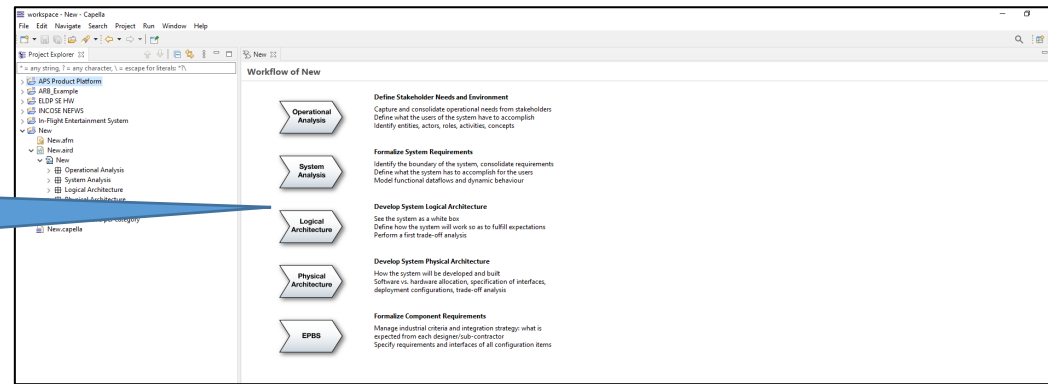 workspace - New - Capella
File Edit Navigate Search Project Run Window Help
Project Explorer
* = any string, ? = any character, \ = escape for literals: *?\
APS Product Platform
ARB_Example
ELDP SE HW
INCOSE NEFWS
In-Flight Entertainment System
New
New.afm
New.aird
New
Operational Analysis
System Analysis
Logical Architecture
Physical Architecture
per category
New.capella
New
Workflow of New
Operational
Analysis
Define Stakeholder Needs and Environment
Capture and consolidate operational needs from stakeholders
Define what the users of the system have to accomplish
Identify entities, actors, roles, activities, concepts
System
Analysis
Formalize System Requirements
Identify the boundary of the system, consolidate requirements
Define what the system has to accomplish for the users
Model functional dataflows and dynamic behaviour
Logical
Architecture
Develop System Logical Architecture
See the system as a white box
Define how the system will work so as to fulfill expectations
Perform a first trade-off analysis
Physical
Architecture
Develop System Physical Architecture
How the system will be developed and built
Software vs. hardware allocation, specification of interfaces,
deployment configurations, trade-off analysis
EPBS
Formalize Component Requirements
Manage industrial criteria and integration strategy: what is
expected from each designer/sub-contractor
Specify requirements and interfaces of all configuration items